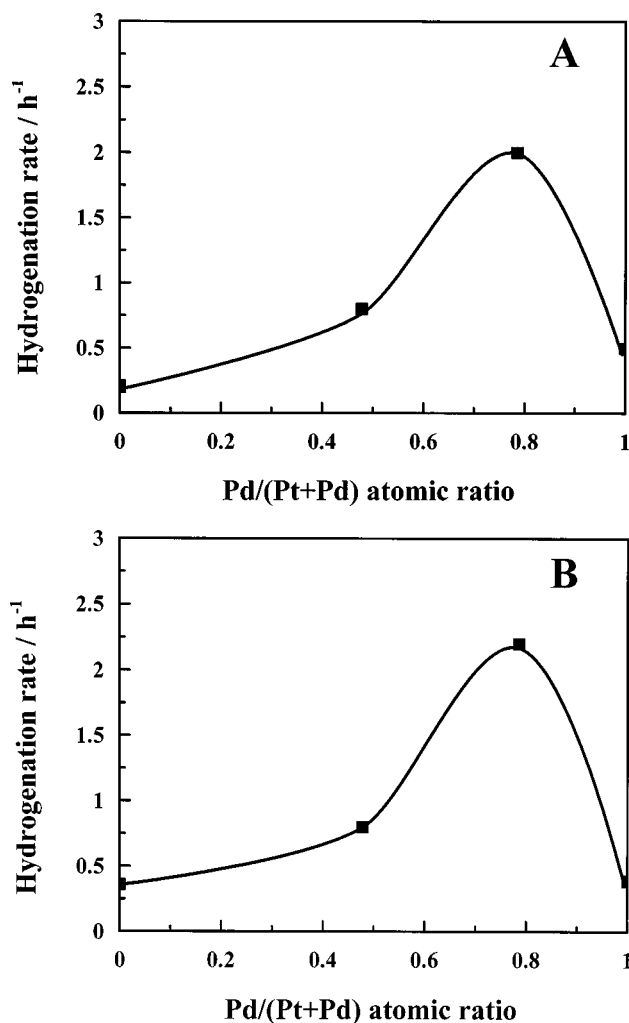 A
Hydrogenation rate / h⁻¹
3
2.5
2
1.5
1
0.5
0
0 0.2 0.4 0.6 0.8 1
Pd/(Pt+Pd) atomic ratio
B
Hydrogenation rate / h⁻¹
3
2.5
2
1.5
1
0.5
0
0 0.2 0.4 0.6 0.8 1
Pd/(Pt+Pd) atomic ratio